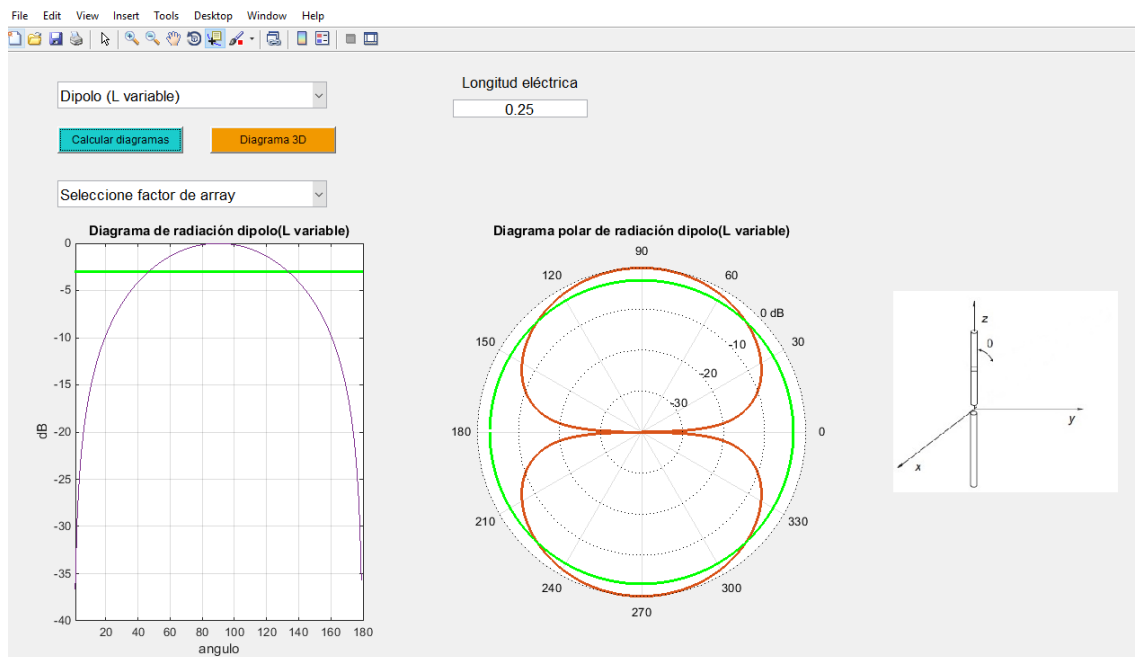 File Edit View Insert Tools Desktop Window Help
Dipolo (L variable)
Longitud eléctrica
0.25
Calcular diagramas
Diagrama 3D
Seleccione factor de array
Diagrama de radiación dipolo(L variable)
0
-5
-10
-15
-20
-25
-30
-35
-40
dB
20 40 60 80 100 120 140 160 180
angulo
Diagrama polar de radiación dipolo(L variable)
90
120 60
0 dB
150 30
-10
-20
-30
180 0
210 330
240 300
270
z
θ
y
x